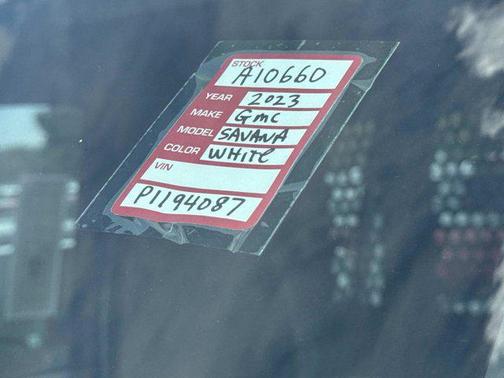 STOCK
A10660
YEAR 2023
MAKE GMC
MODEL SAVANA
COLOR WHITE
VIN
P1194087